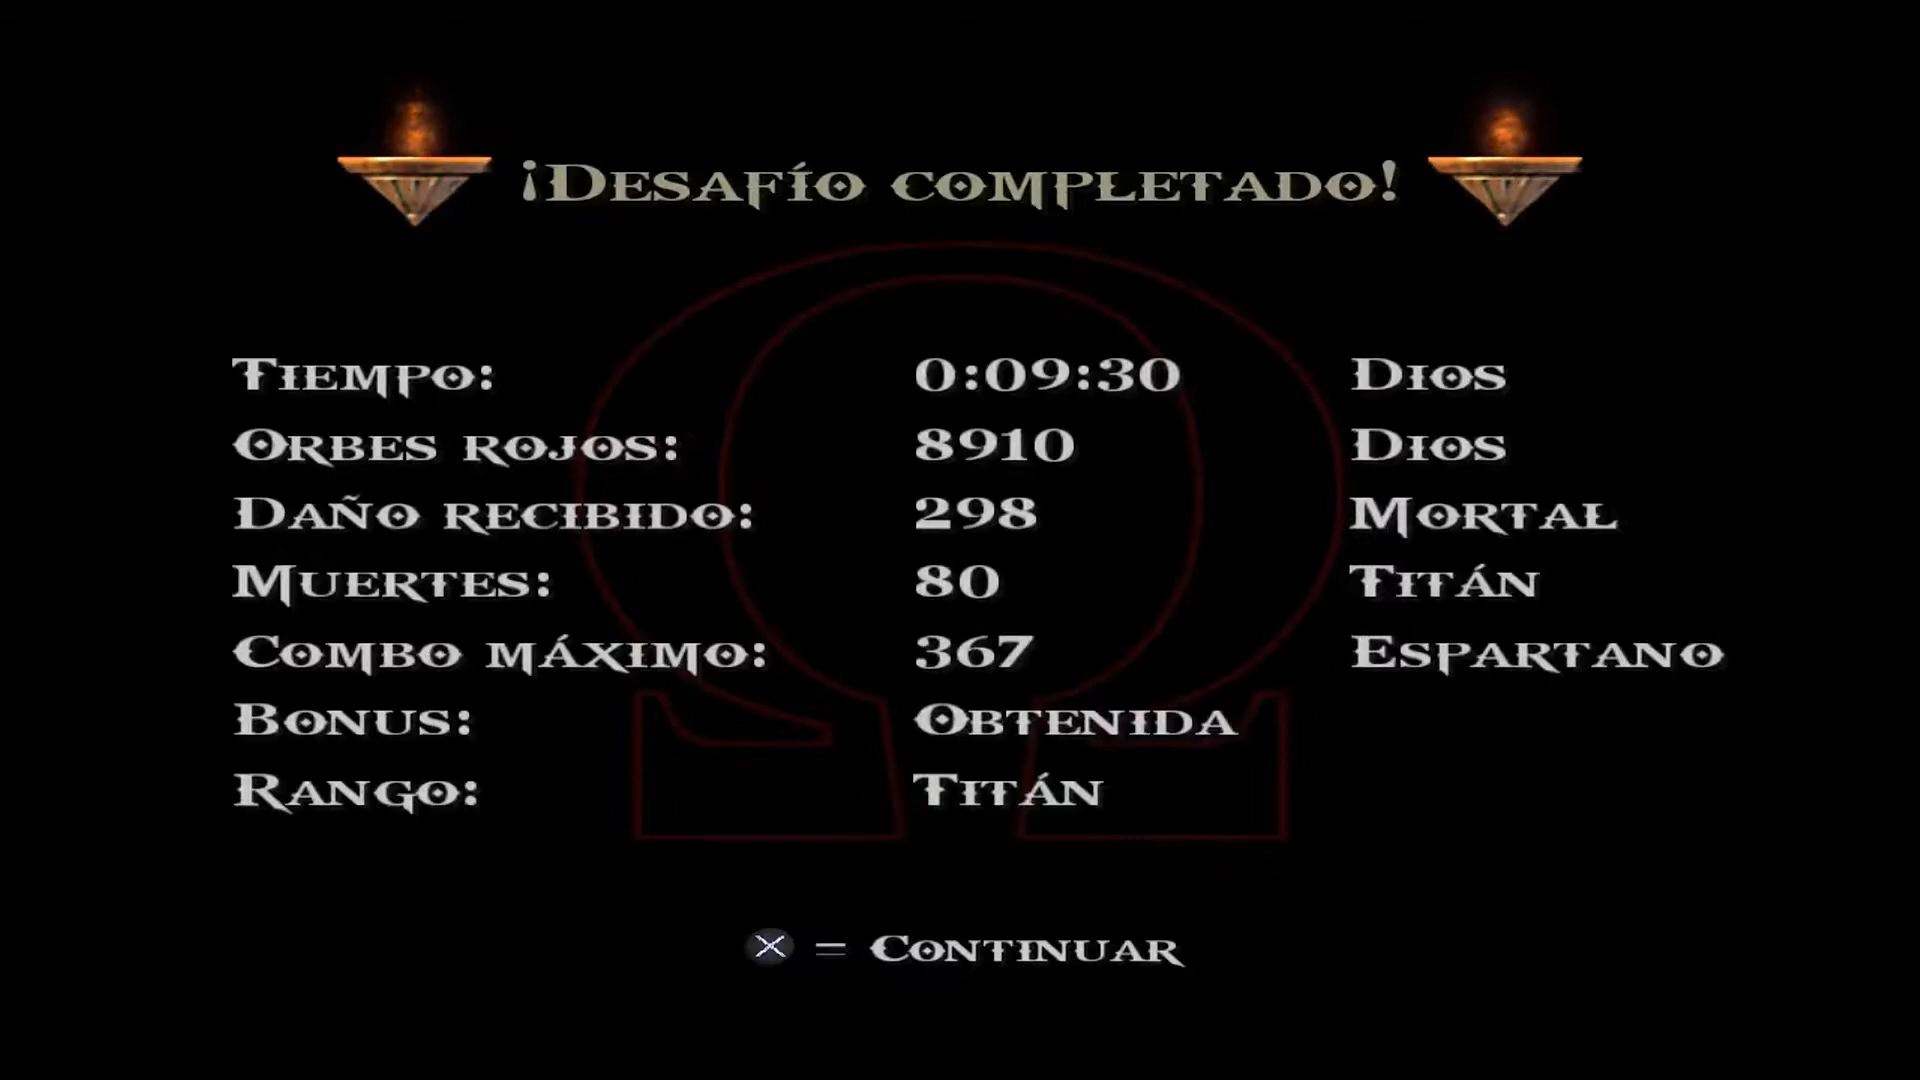 ¡Desafío completado!
Tiempo: 0:09:30 Dios
Orbes rojos: 8910 Dios
Daño recibido: 298 Mortal
Muertes: 80 Titán
Combo máximo: 367 Espartano
Bonus: Obtenida
Rango: Titán
= Continuar